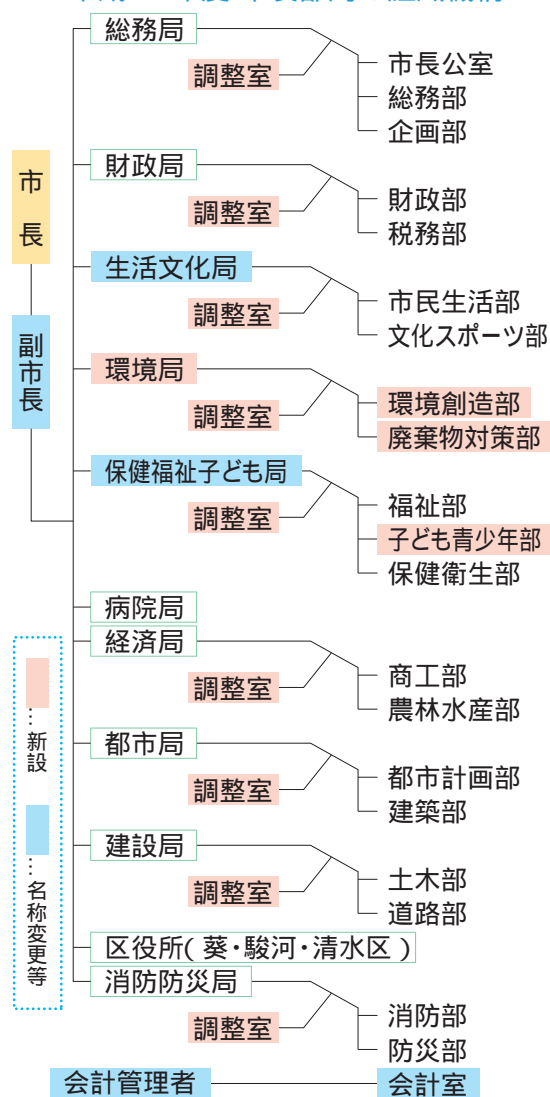 市長
副市長
総務局
調整室
市長公室
総務部
企画部
財政局
調整室
財政部
税務部
生活文化局
調整室
市民生活部
文化スポーツ部
環境局
調整室
環境創造部
廃棄物対策部
保健福祉子ども局
調整室
福祉部
子ども青少年部
保健衛生部
病院局
経済局
調整室
商工部
農林水産部
都市局
調整室
都市計画部
建築部
建設局
調整室
土木部
道路部
区役所(葵・駿河・清水区)
消防防災局
調整室
消防部
防災部
会計管理者
会計室
…新設
…名称変更等